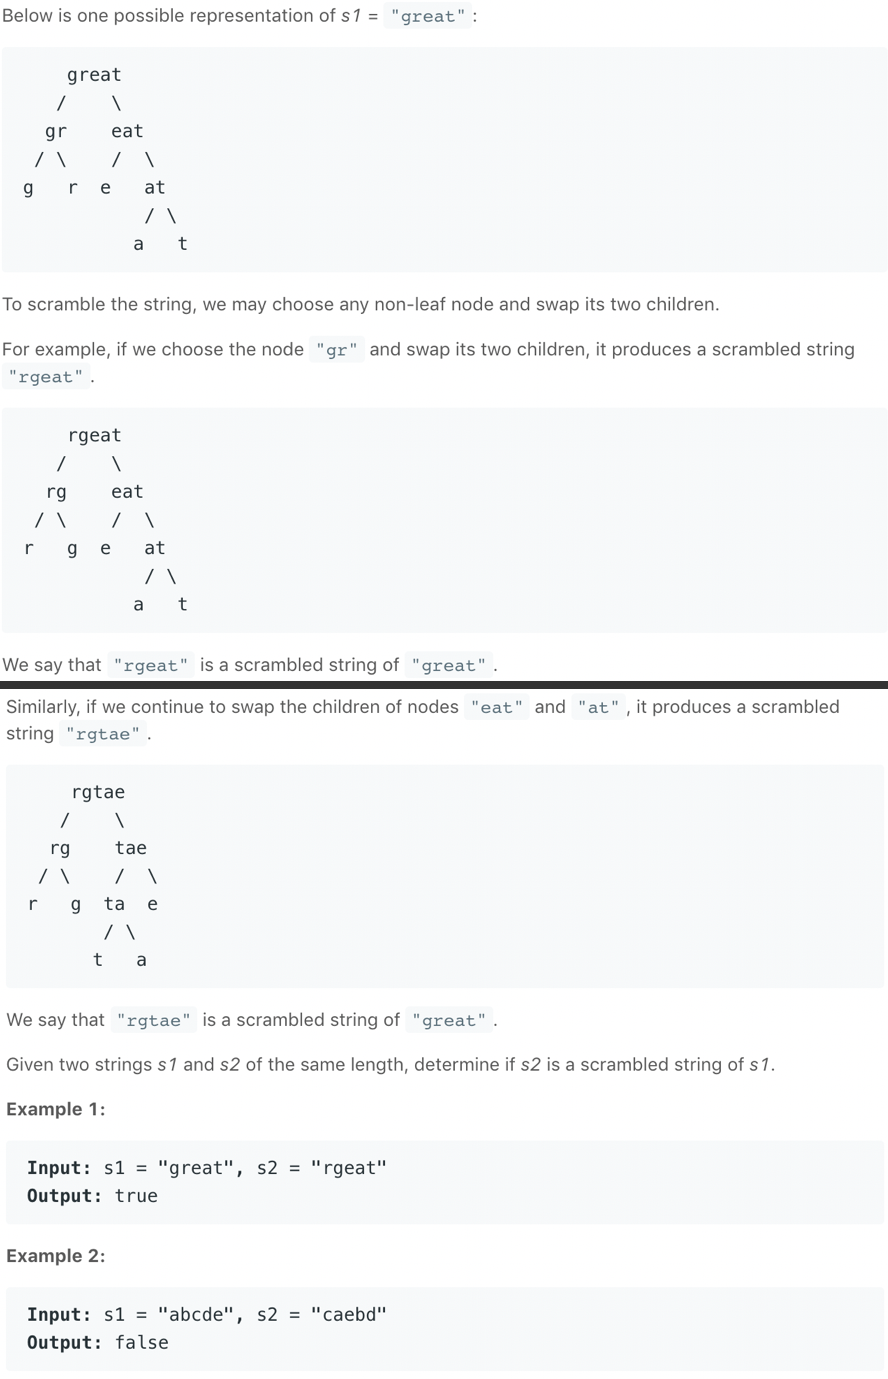 Below is one possible representation of s1 = "great" :
great
/ \
gr eat
/ \ / \
g r e at
/ \
a t
To scramble the string, we may choose any non-leaf node and swap its two children.
For example, if we choose the node "gr" and swap its two children, it produces a scrambled string
"rgeat" .
rgeat
/ \
rg eat
/ \ / \
r g e at
/ \
a t
We say that "rgeat" is a scrambled string of "great" .
Similarly, if we continue to swap the children of nodes "eat" and "at" , it produces a scrambled
string "rgtae" .
rgtae
/ \
rg tae
/ \ / \
r g ta e
/ \
t a
We say that "rgtae" is a scrambled string of "great" .
Given two strings s1 and s2 of the same length, determine if s2 is a scrambled string of s1.
Example 1:
Input: s1 = "great", s2 = "rgeat"
Output: true
Example 2:
Input: s1 = "abcde", s2 = "caebd"
Output: false